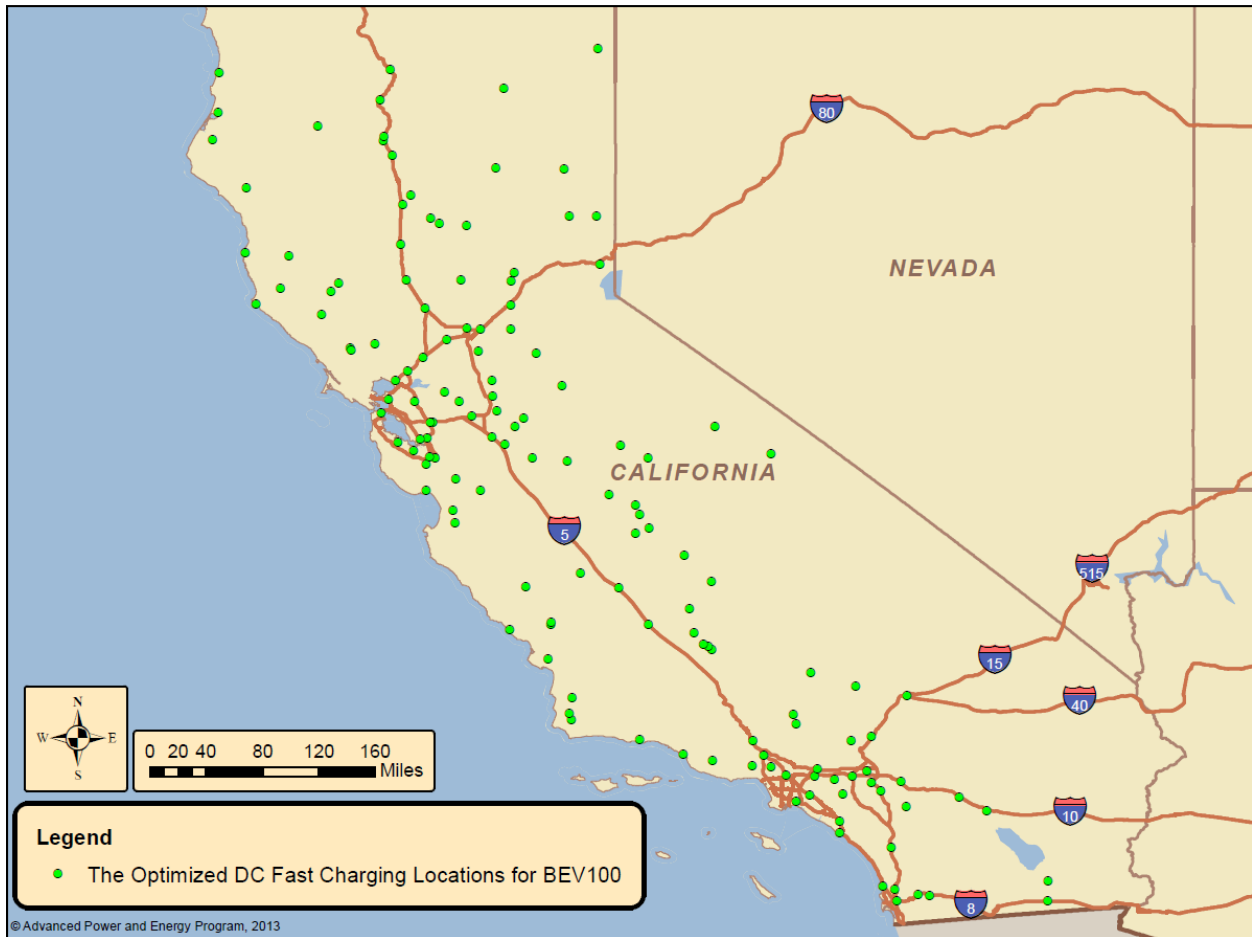 80
NEVADA
CALIFORNIA
5
515
15
40
N
W E
S
0 20 40 80 120 160
Miles
10
Legend
The Optimized DC Fast Charging Locations for BEV100
8
© Advanced Power and Energy Program, 2013